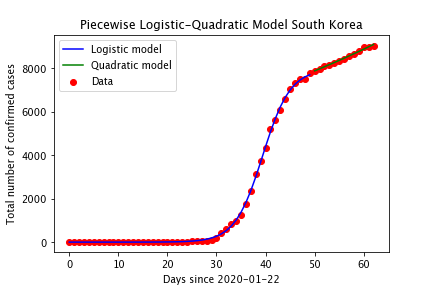 Piecewise Logistic-Quadratic Model South Korea
Logistic model
Quadratic model
Data
8000
6000
4000
2000
0
Total number of confirmed cases
0 10 20 30 40 50 60
Days since 2020-01-22